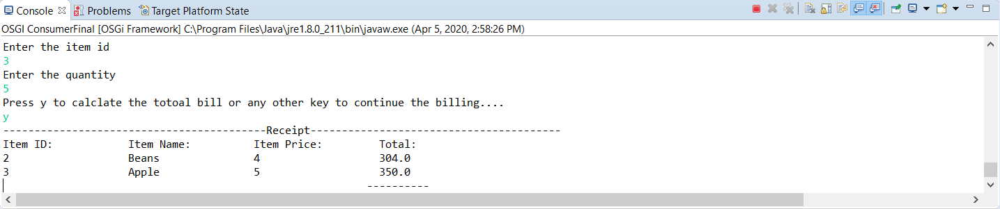 Console Problems Target Platform State
OSGI ConsumerFinal [OSGi Framework] C:\Program Files\Java\jre1.8.0_211\bin\javaw.exe (Apr 5, 2020, 2:58:26 PM)
Enter the item id
3
Enter the quantity
5
Press y to calclate the totoal bill or any other key to continue the billing....
y
------------------------------------------Receipt----------------------------------------
Item ID: Item Name: Item Price: Total:
2 Beans 4 304.0
3 Apple 5 350.0
----------